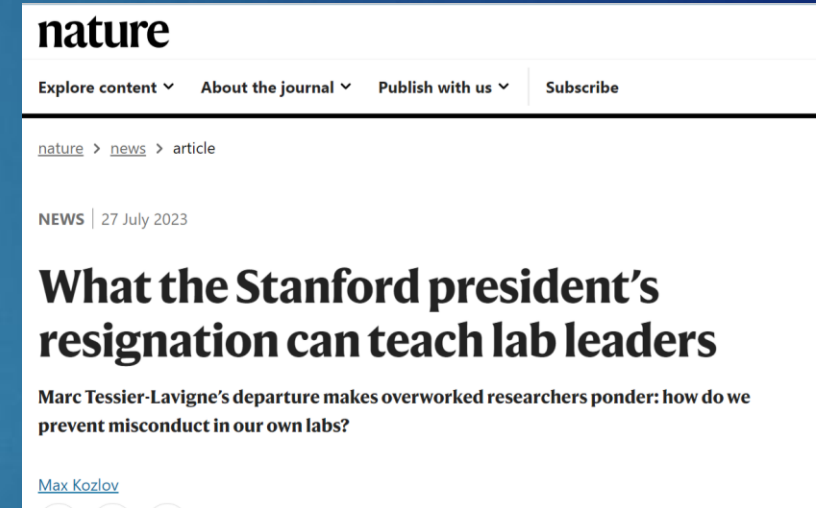 nature
Explore content About the journal Publish with us Subscribe
nature > news > article
NEWS | 27 July 2023
What the Stanford president’s
resignation can teach lab leaders
Marc Tessier-Lavigne’s departure makes overworked researchers ponder: how do we
prevent misconduct in our own labs?
Max Kozlov